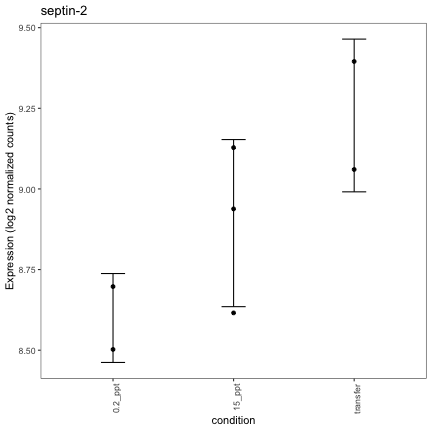 septin-2
Expression (log2 normalized counts)
9.50
9.25
9.00
8.75
8.50
0.2_ppt
15_ppt
transfer
condition